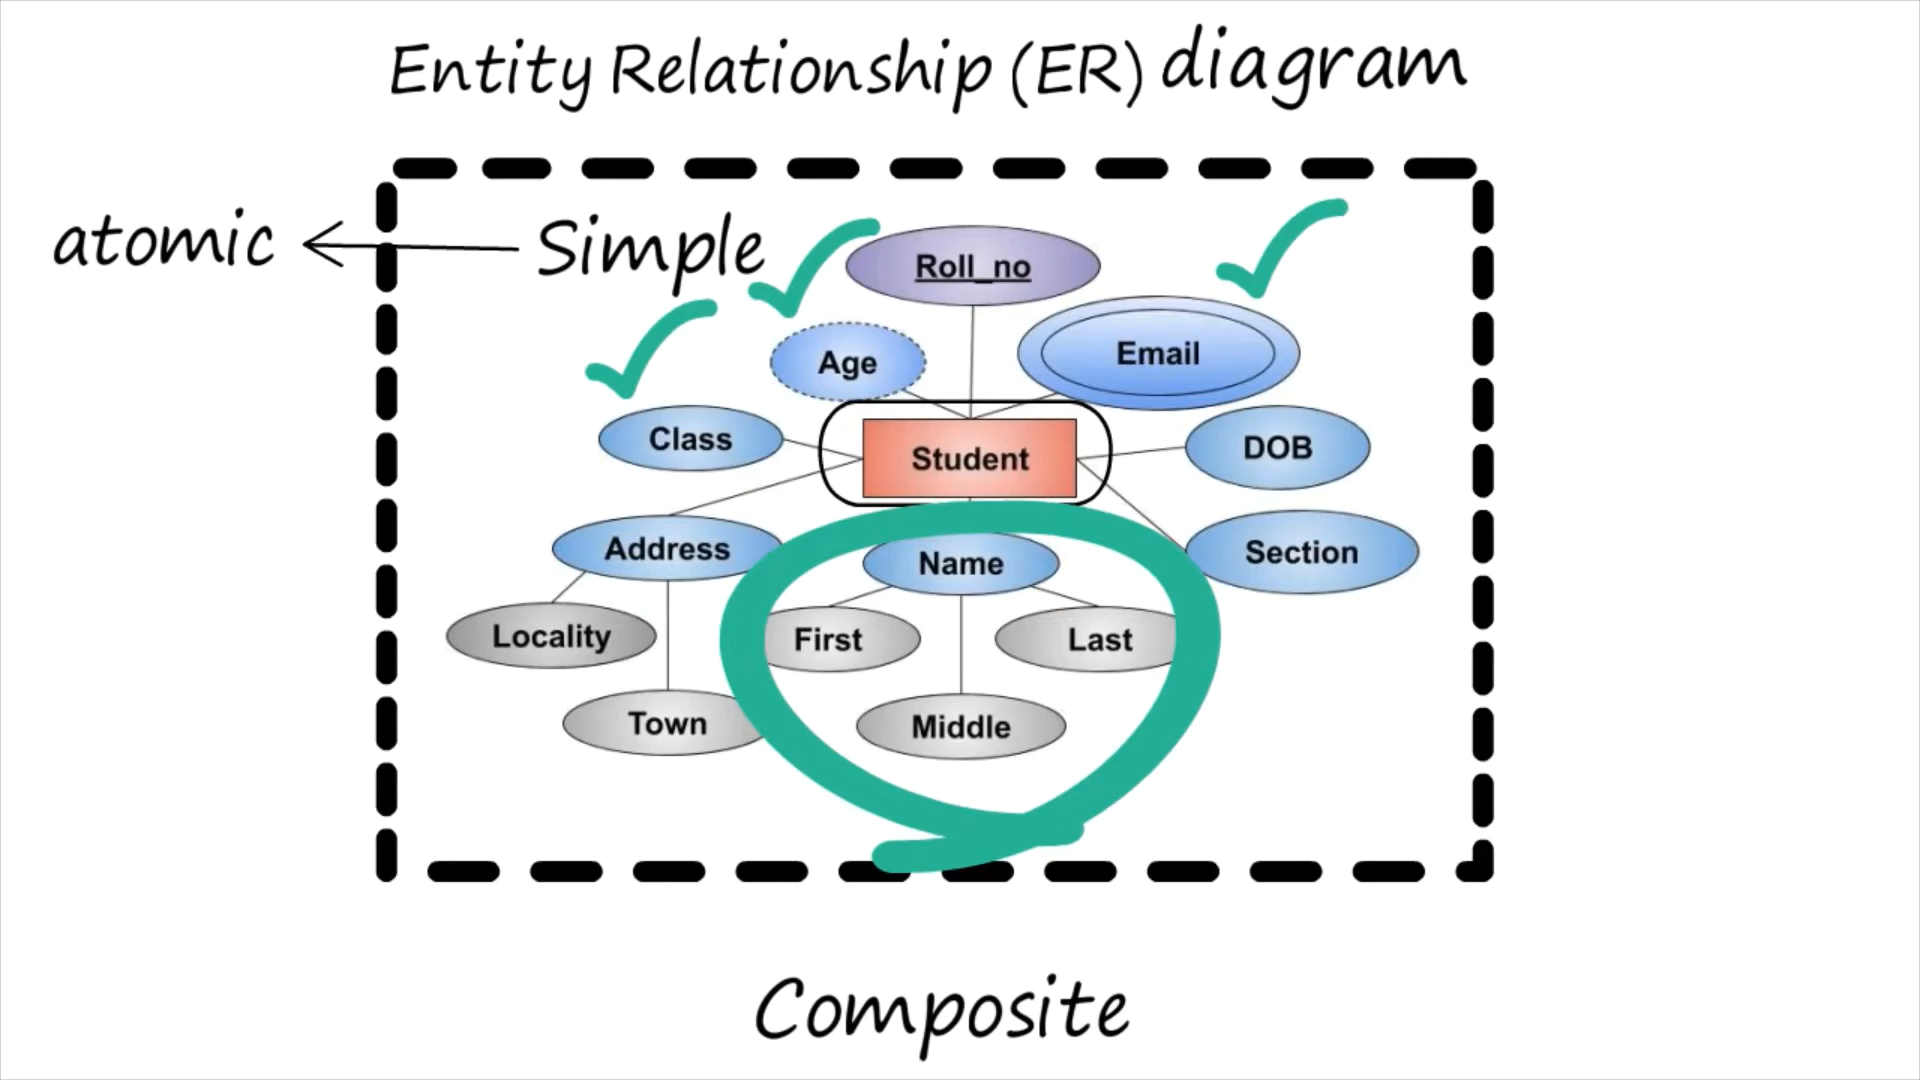 Entity Relationship (ER) diagram
atomic
Simple
Roll_no
Age
Email
Class
Student
DOB
Address
Name
Section
Locality
First
Last
Town
Middle
Composite